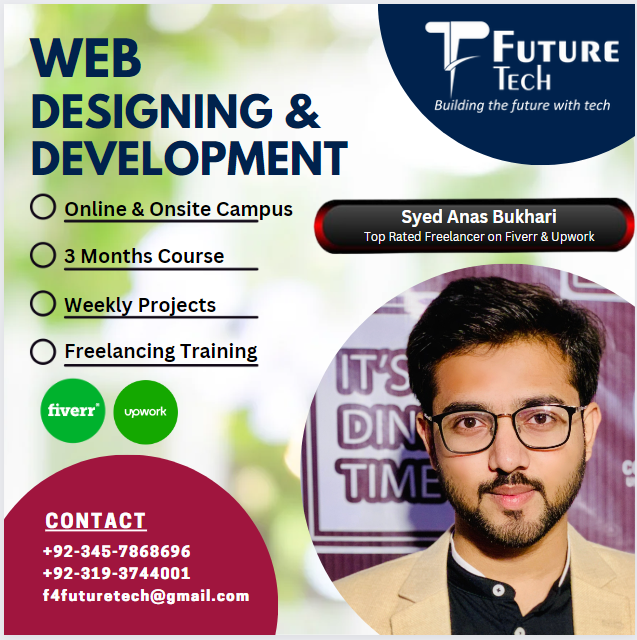 WEB
DESIGNING &
DEVELOPMENT
FUTURE
TECH
Building the future with tech
Online & Onsite Campus
3 Months Course
Weekly Projects
Freelancing Training
Syed Anas Bukhari
Top Rated Freelancer on Fiverr & Upwork
fiverr
upwork
IT'S
DIN
TIME
CONTACT
+92-345-7868696
+92-319-3744001
f4futuretech@gmail.com